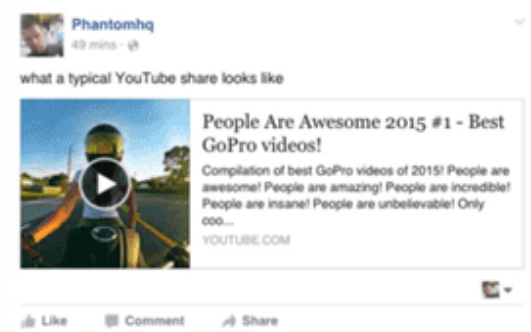 Phantomhq
49 mins ·
what a typical YouTube share looks like
People Are Awesome 2015 #1 - Best
GoPro videos!
Compilation of best GoPro videos of 2015! People are
awesome! People are amazing! People are incredible!
People are insane! People are unbelievable! Only
coo...
YOUTUBE.COM
Like Comment Share